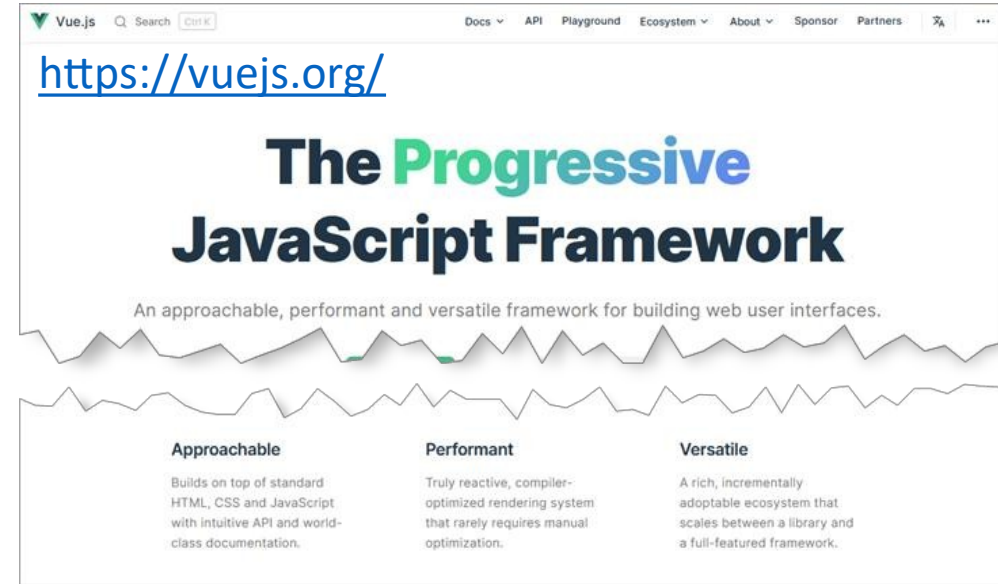 Vue.js Search Ctrl K Docs API Playground Ecosystem About Sponsor Partners
https://vuejs.org/
The Progressive
JavaScript Framework
An approachable, performant and versatile framework for building web user interfaces.
Approachable
Builds on top of standard
HTML, CSS and JavaScript
with intuitive API and world-
class documentation.
Performant
Truly reactive, compiler-
optimized rendering system
that rarely requires manual
optimization.
Versatile
A rich, incrementally
adoptable ecosystem that
scales between a library and
a full-featured framework.